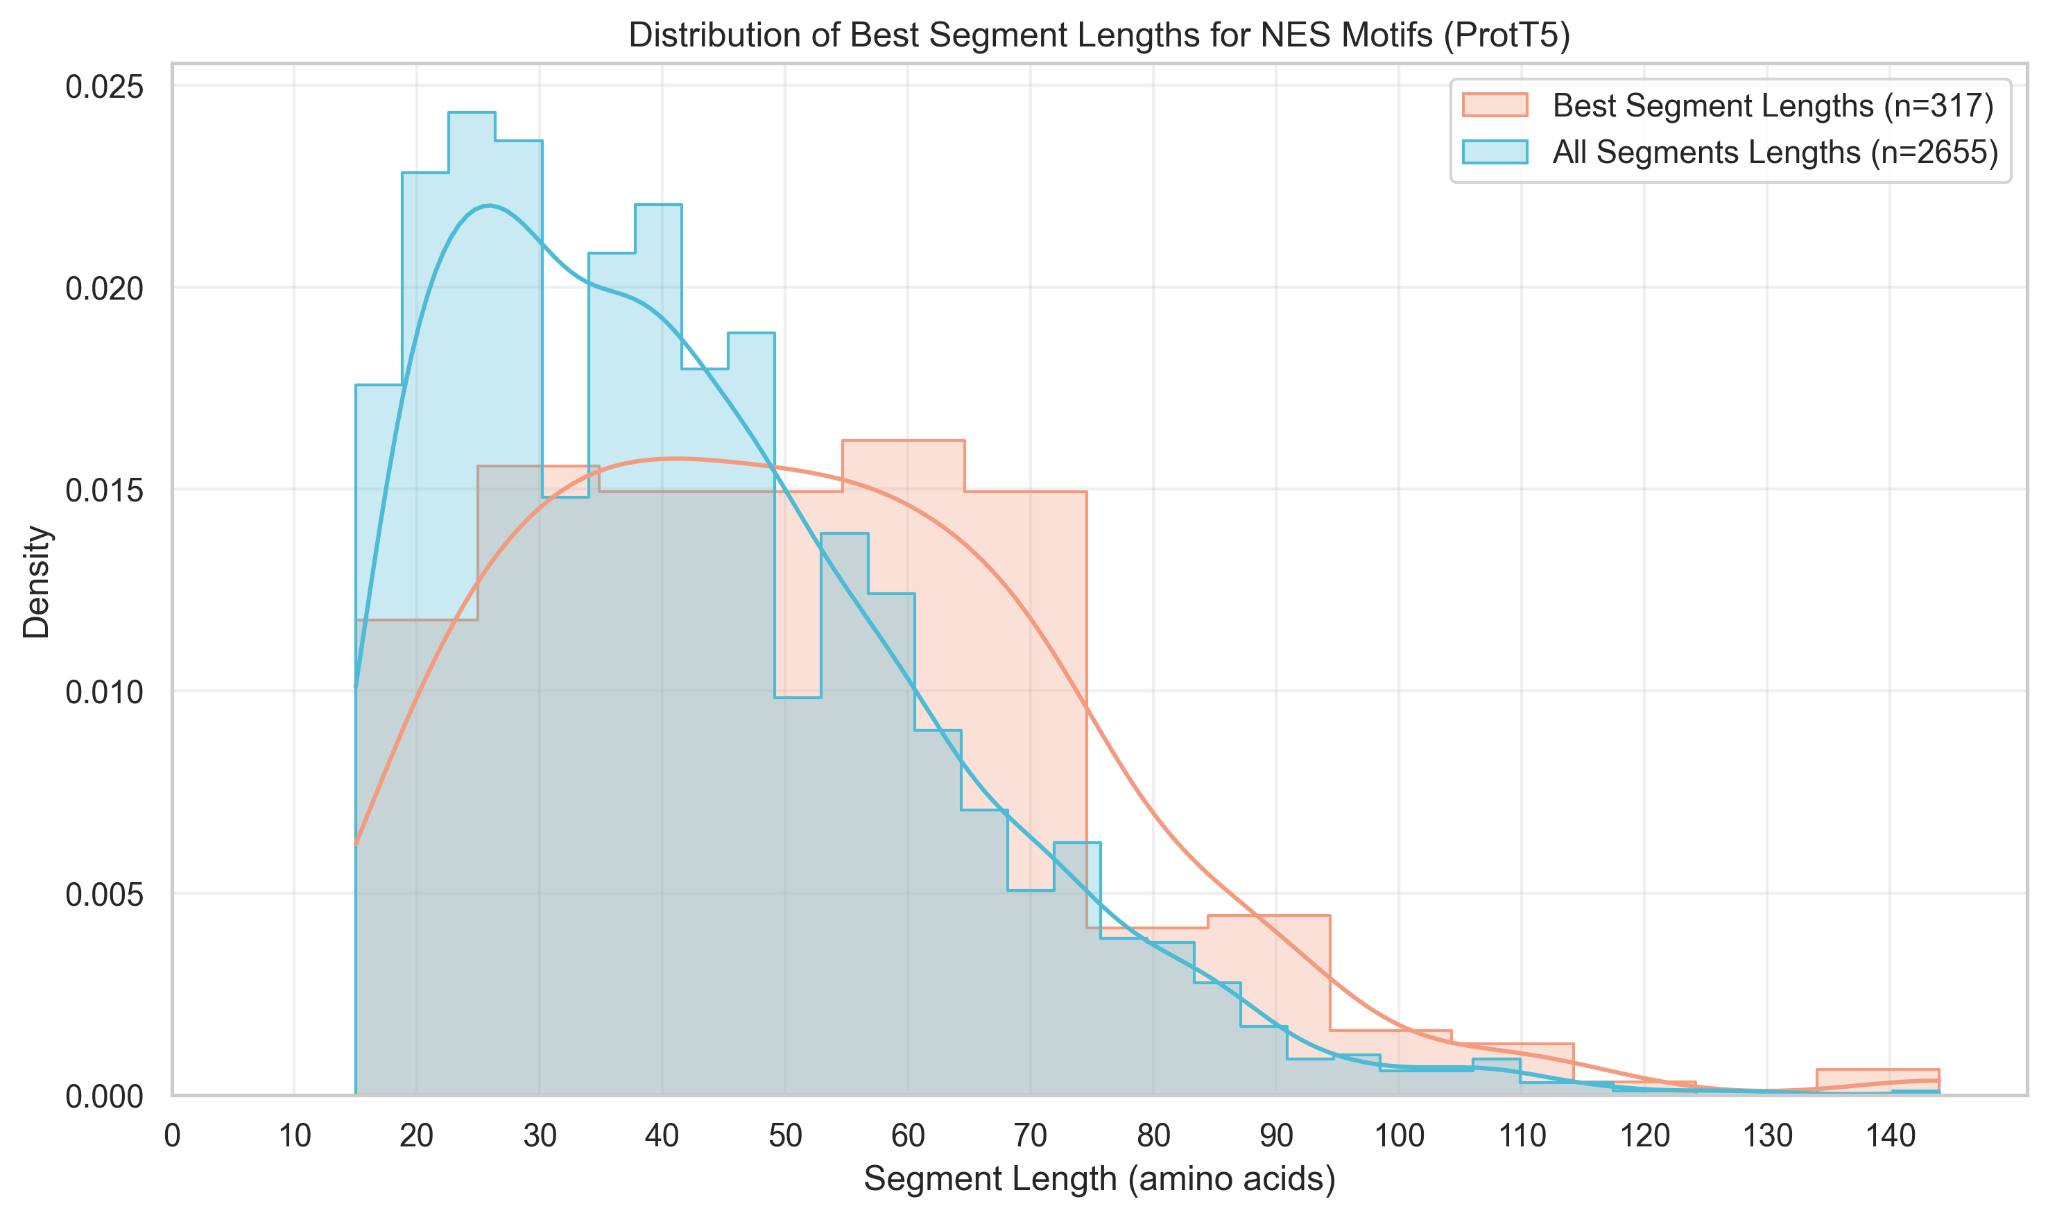 Distribution of Best Segment Lengths for NES Motifs (ProtT5)
Best Segment Lengths (n=317)
All Segments Lengths (n=2655)
Density
0.025
0.020
0.015
0.010
0.005
0.000
0 10 20 30 40 50 60 70 80 90 100 110 120 130 140
Segment Length (amino acids)